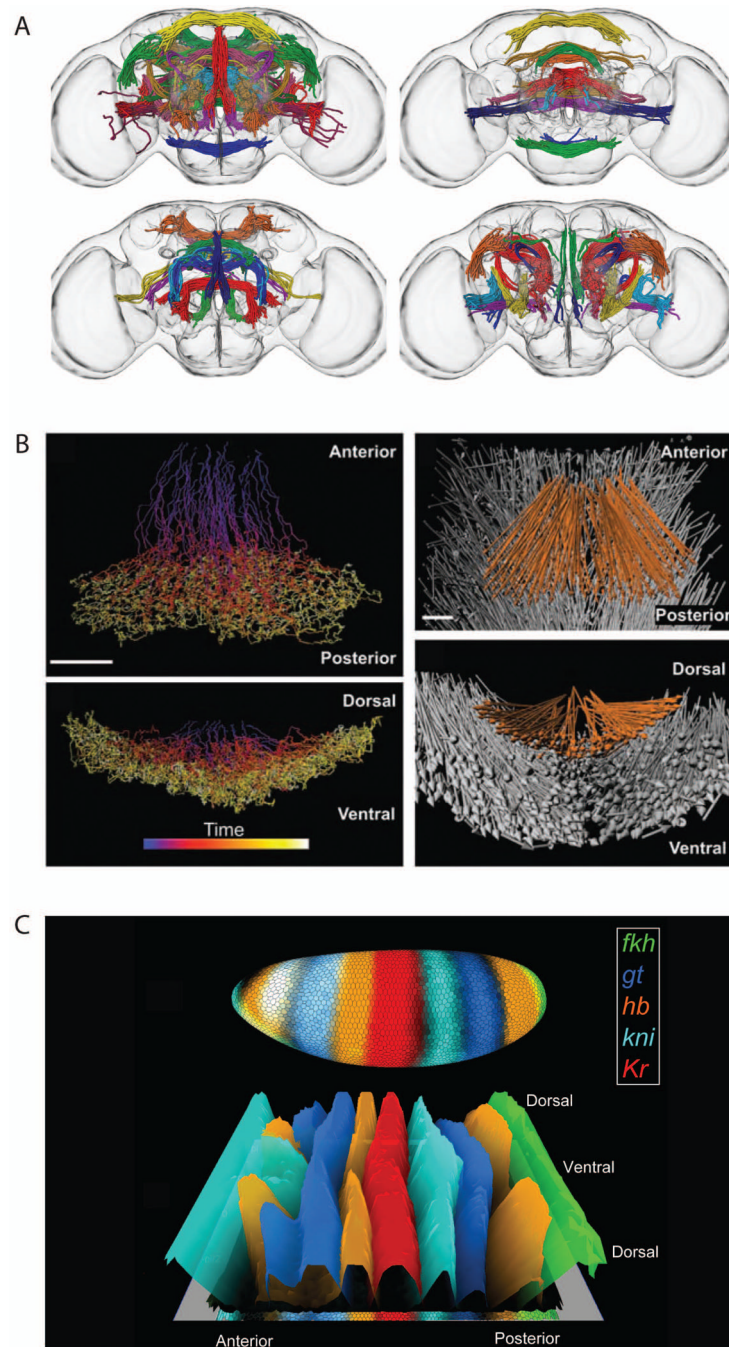 A
B
Anterior
Posterior
Dorsal
Ventral
Time
Anterior
Posterior
Dorsal
Ventral
C
fkh
gt
hb
kni
Kr
Dorsal
Ventral
Dorsal
Anterior
Posterior